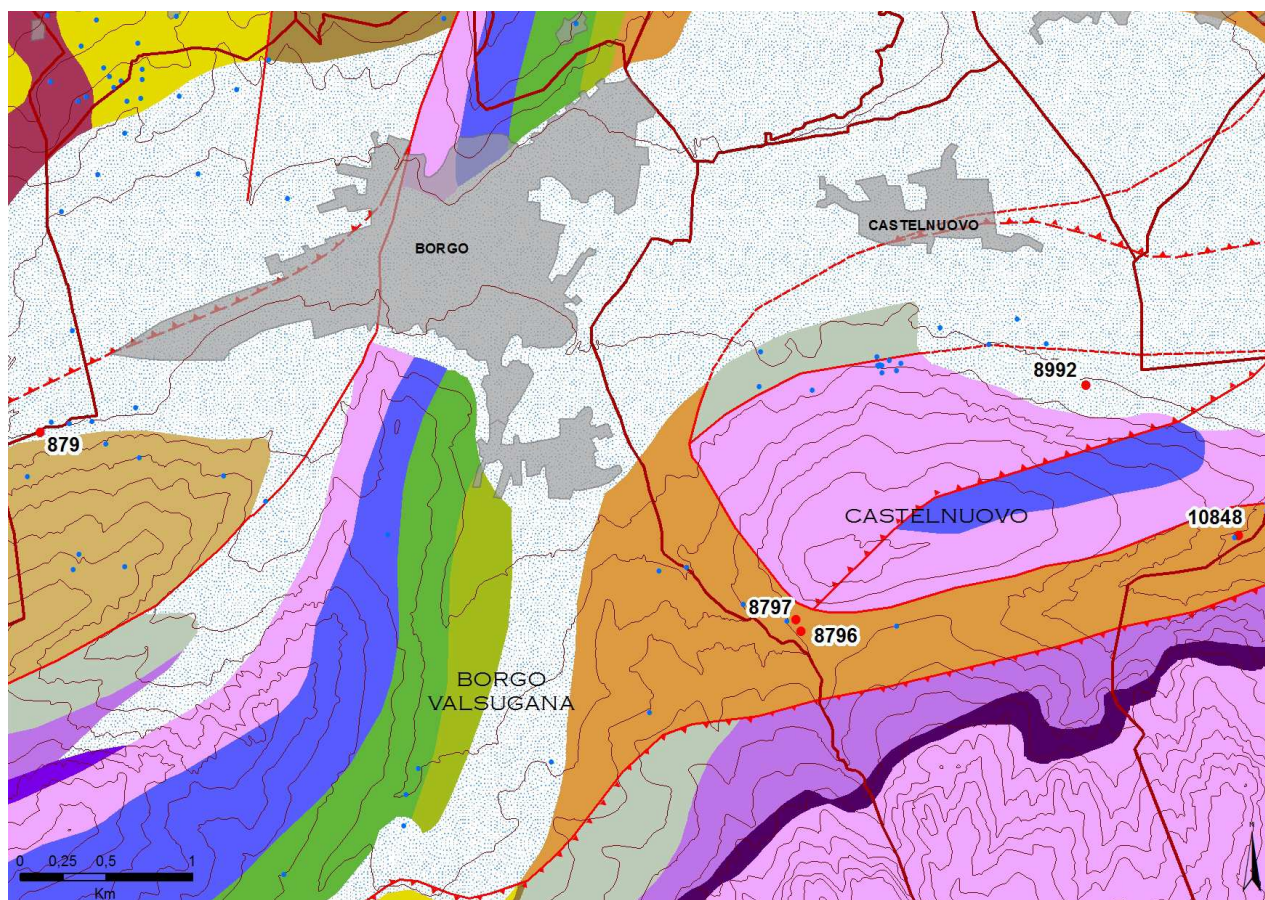 BORGO
CASTELNUOVO
8992
879
CASTELNUOVO
10848
8797
8796
BORGO
VALSUGANA
0 0,25 0,5 1
Km
N